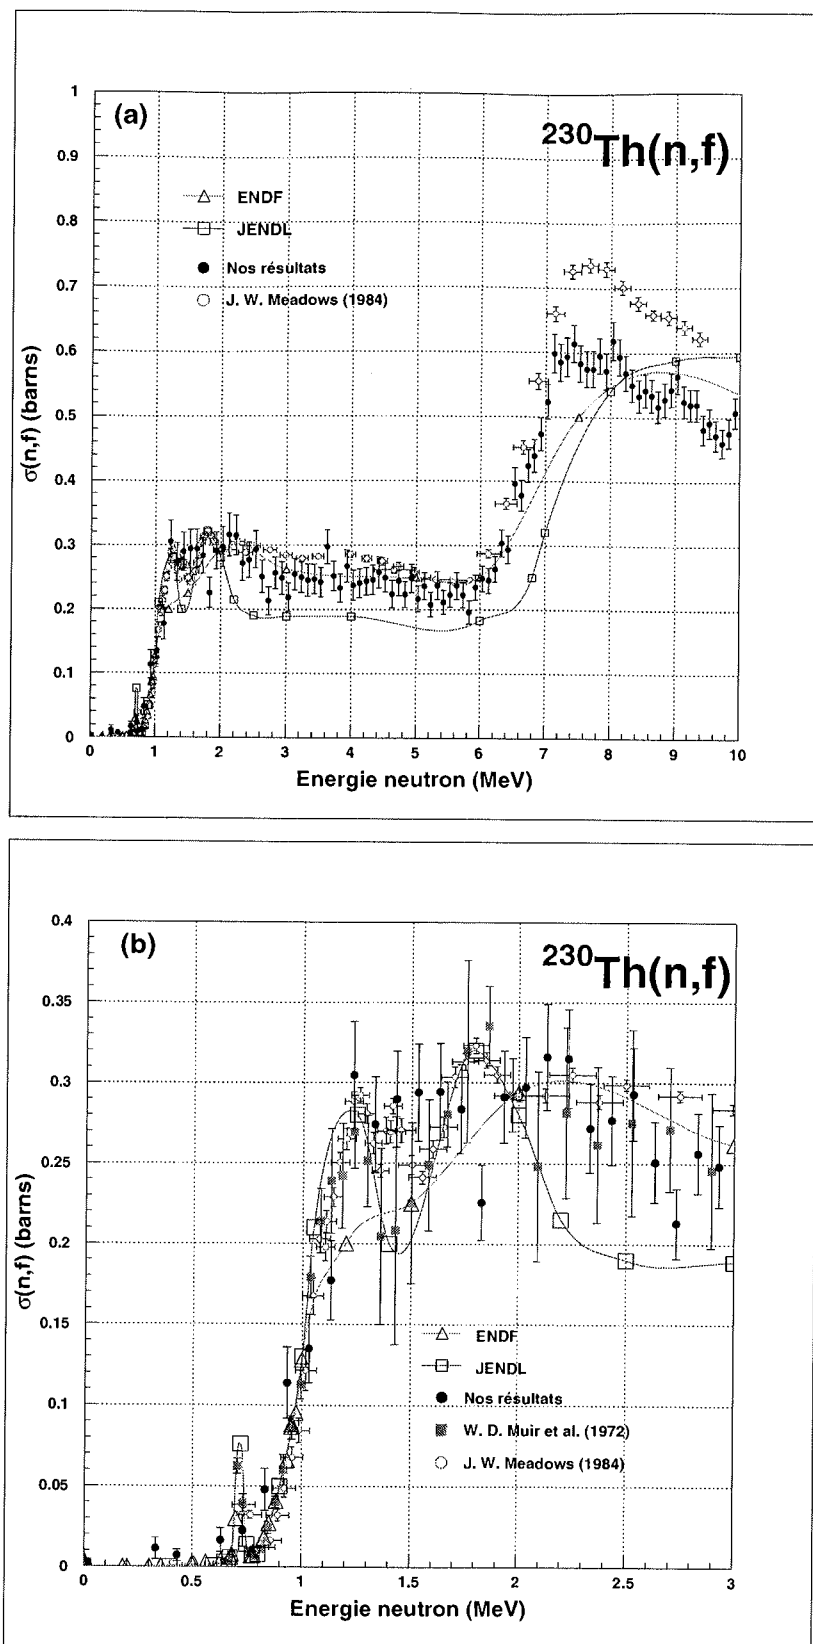 (a)
²³⁰Th(n,f)
ENDF
JENDL
Nos résultats
J. W. Meadows (1984)
σ(n,f) (barns)
1
0.9
0.8
0.7
0.6
0.5
0.4
0.3
0.2
0.1
0
0 1 2 3 4 5 6 7 8 9 10
Energie neutron (MeV)
(b)
²³⁰Th(n,f)
ENDF
JENDL
Nos résultats
W. D. Muir et al. (1972)
J. W. Meadows (1984)
σ(n,f) (barns)
0.4
0.35
0.3
0.25
0.2
0.15
0.1
0.05
0
0 0.5 1 1.5 2 2.5 3
Energie neutron (MeV)